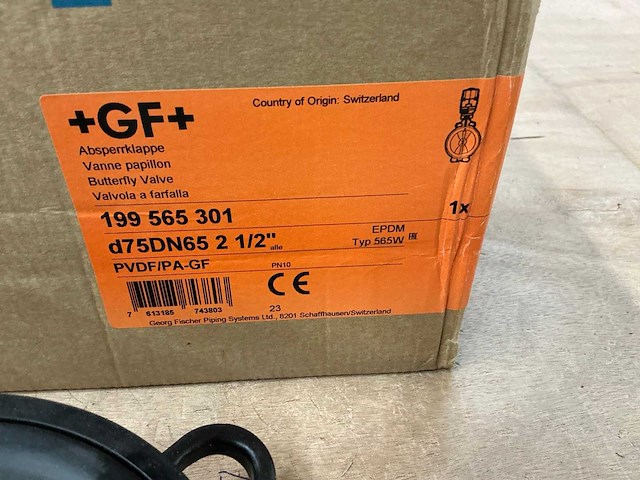 +GF+
Country of Origin: Switzerland
Absperrklappe
Vanne papillon
Butterfly Valve
Valvola a farfalla
199 565 301
1x
d75DN65 2 1/2" alle
EPDM
Typ 565W EAC
PVDF/PA-GF
PN10
CE
7 613185 743803
23
Georg Fischer Piping Systems Ltd., 8201 Schaffhausen/Switzerland